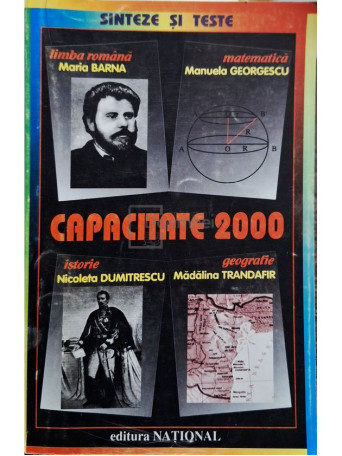 SINTEZE ȘI TESTE
limba română
Maria BARNA
matematică
Manuela GEORGESCU
A O R B
CAPACITATE 2000
istorie
Nicoleta DUMITRESCU
geografie
Mădălina TRANDAFIR
editura NAȚIONAL